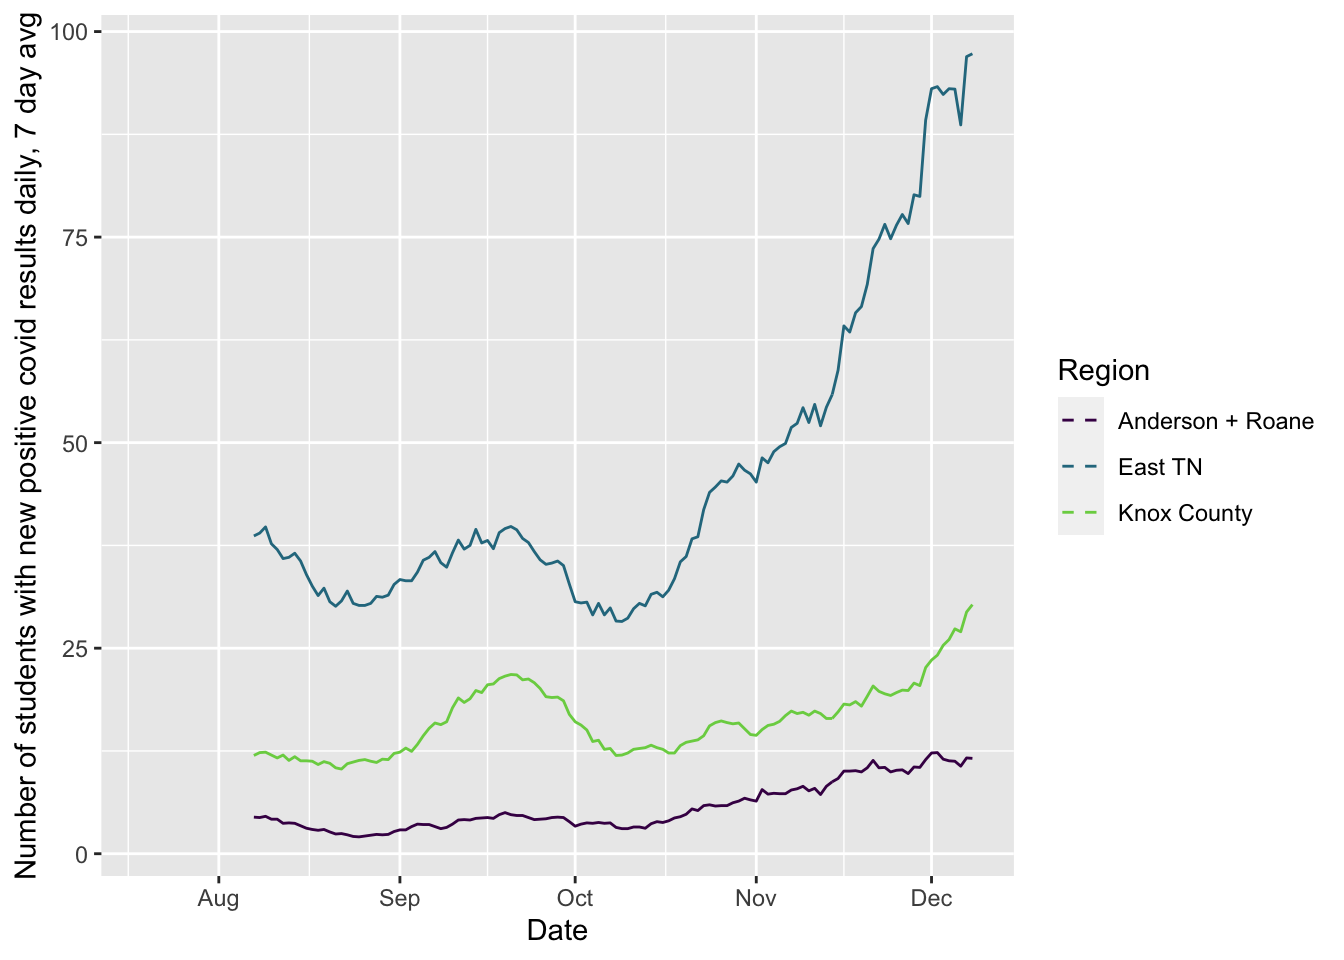 Number of students with new positive covid results daily, 7 day avg
100
75
50
25
0
Aug
Sep
Oct
Nov
Dec
Date
Region
Anderson + Roane
East TN
Knox County